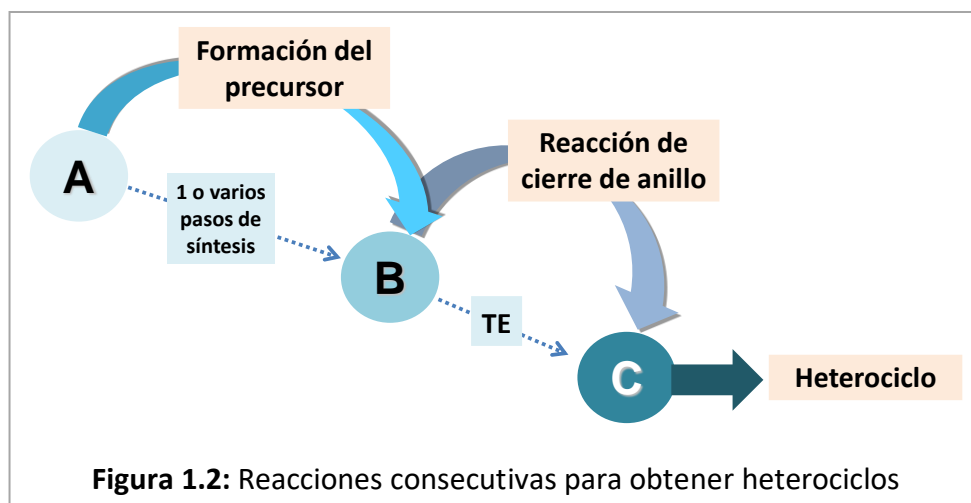 Formación del
precursor
Reacción de
cierre de anillo
A
1 o varios
pasos de
síntesis
B
TE
C
Heterociclo
Figura 1.2: Reacciones consecutivas para obtener heterociclos